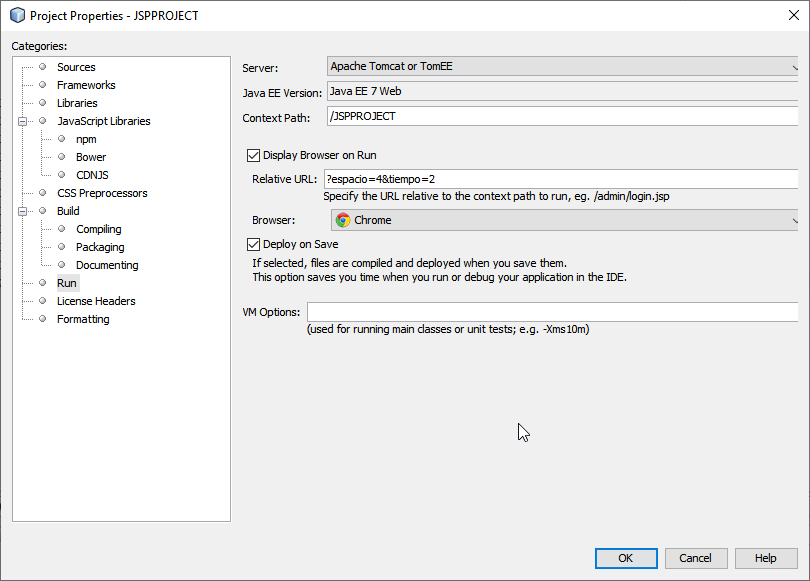 Project Properties - JSPPROJECT
Categories:
Sources
Frameworks
Libraries
JavaScript Libraries
npm
Bower
CDNJS
CSS Preprocessors
Build
Compiling
Packaging
Documenting
Run
License Headers
Formatting
Server: Apache Tomcat or TomEE
Java EE Version: Java EE 7 Web
Context Path: /JSPPROJECT
Display Browser on Run
Relative URL: ?espacio=4&tiempo=2
Specify the URL relative to the context path to run, eg. /admin/login.jsp
Browser: Chrome
Deploy on Save
If selected, files are compiled and deployed when you save them.
This option saves you time when you run or debug your application in the IDE.
VM Options:
(used for running main classes or unit tests; e.g. -Xms10m)
OK Cancel Help